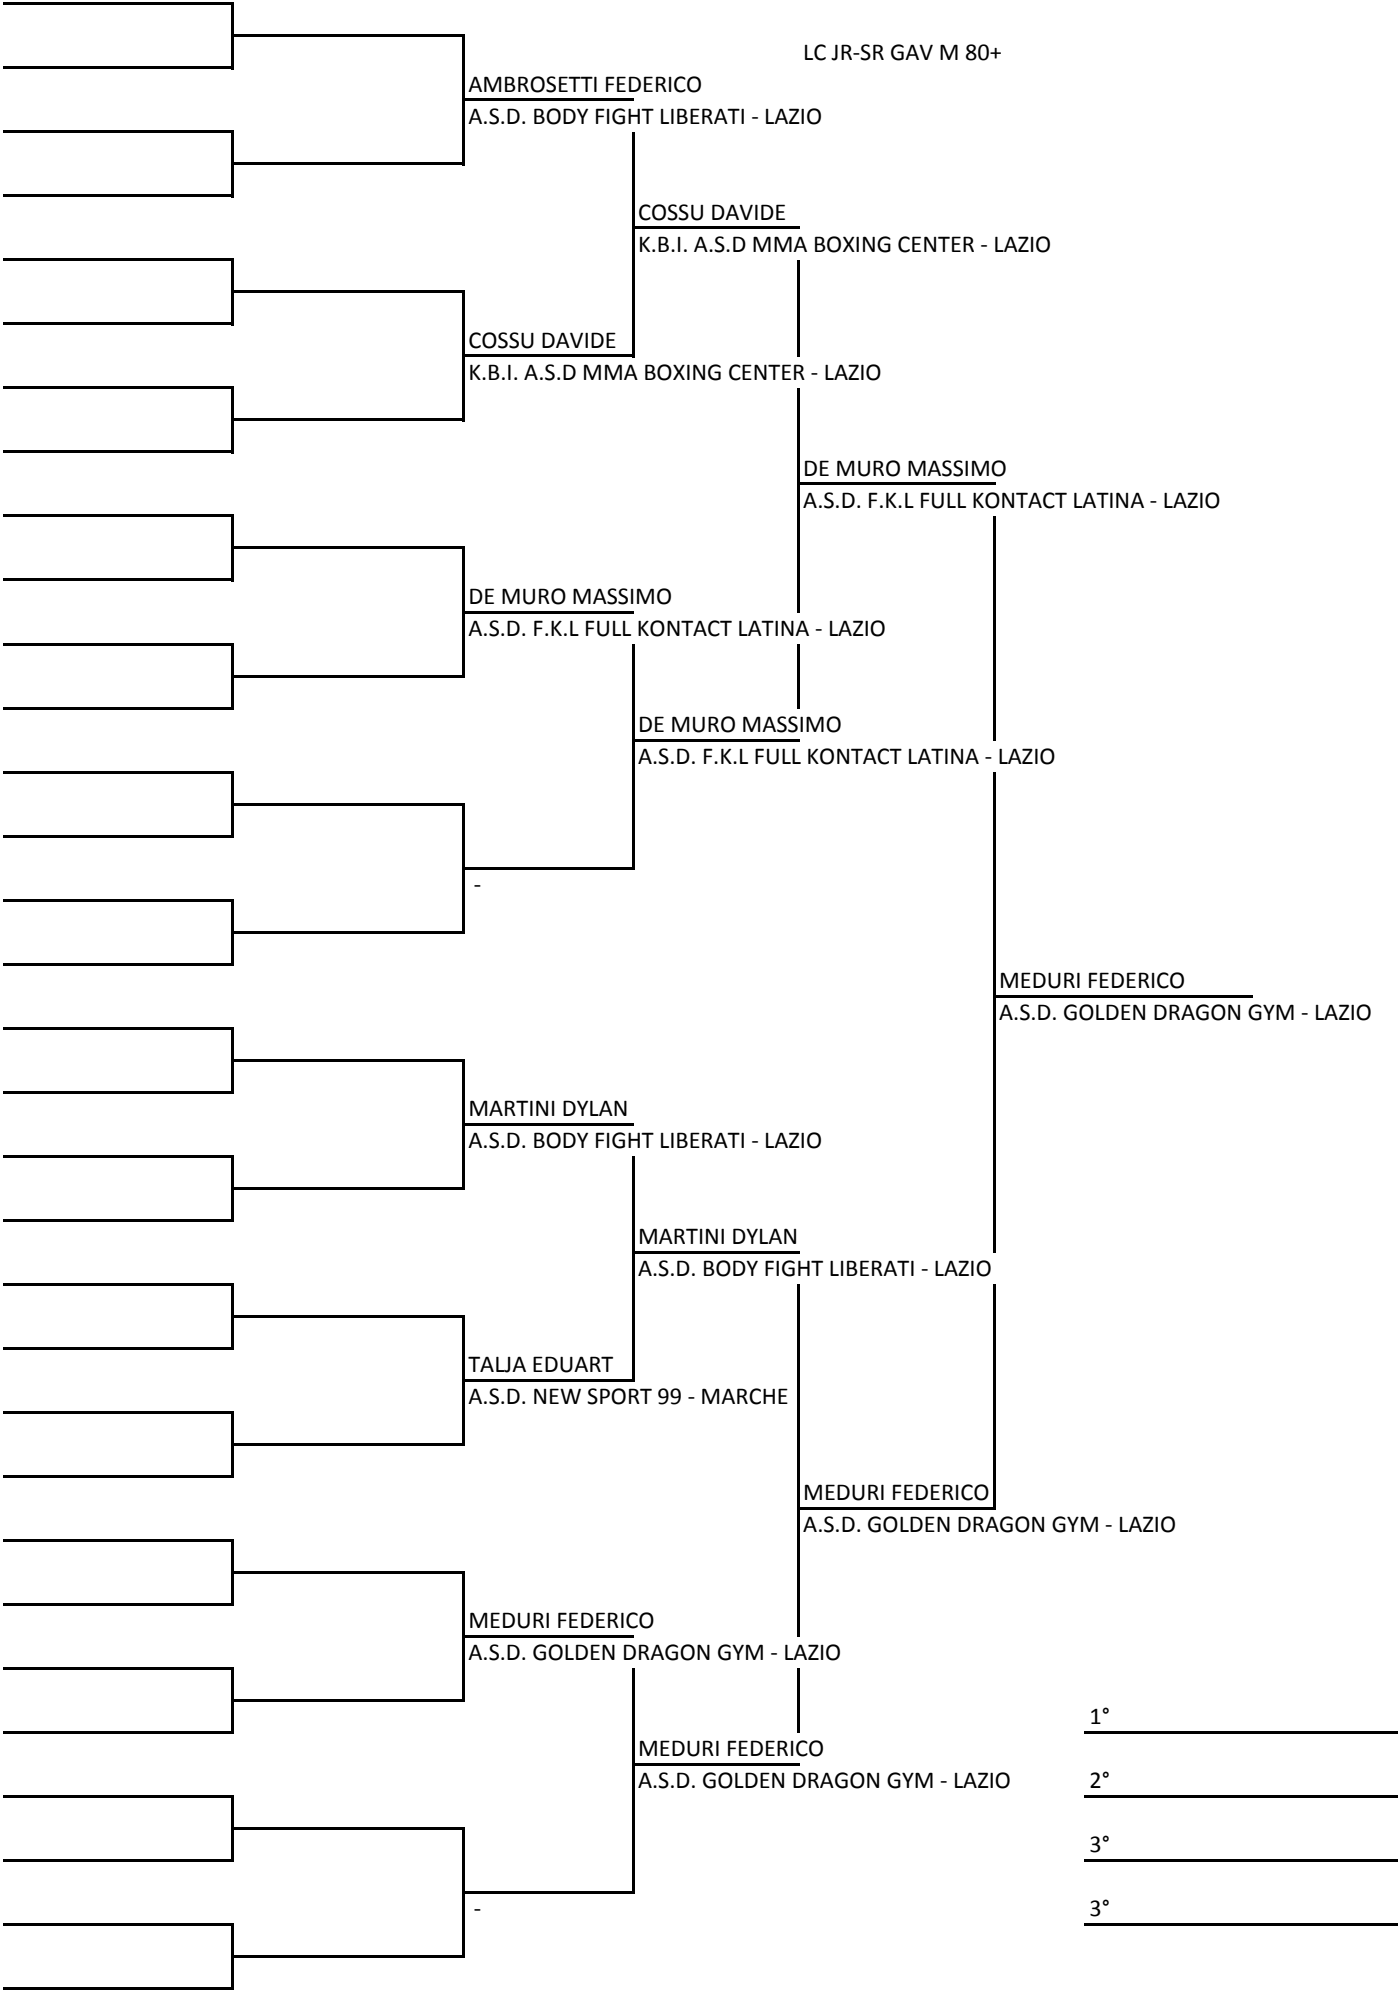 LC JR-SR GAV M 80+
AMBROSETTI FEDERICO
A.S.D. BODY FIGHT LIBERATI - LAZIO
COSSU DAVIDE
K.B.I. A.S.D MMA BOXING CENTER - LAZIO
COSSU DAVIDE
K.B.I. A.S.D MMA BOXING CENTER - LAZIO
DE MURO MASSIMO
A.S.D. F.K.L FULL KONTACT LATINA - LAZIO
DE MURO MASSIMO
A.S.D. F.K.L FULL KONTACT LATINA - LAZIO
DE MURO MASSIMO
A.S.D. F.K.L FULL KONTACT LATINA - LAZIO
-
MEDURI FEDERICO
A.S.D. GOLDEN DRAGON GYM - LAZIO
MARTINI DYLAN
A.S.D. BODY FIGHT LIBERATI - LAZIO
MARTINI DYLAN
A.S.D. BODY FIGHT LIBERATI - LAZIO
TALJA EDUART
A.S.D. NEW SPORT 99 - MARCHE
MEDURI FEDERICO
A.S.D. GOLDEN DRAGON GYM - LAZIO
MEDURI FEDERICO
A.S.D. GOLDEN DRAGON GYM - LAZIO
1°
MEDURI FEDERICO
A.S.D. GOLDEN DRAGON GYM - LAZIO
2°
3°
-
3°